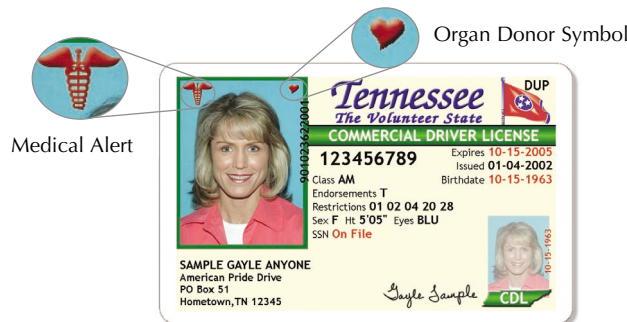 Organ Donor Symbol
Medical Alert
Tennessee
The Volunteer State
DUP
COMMERCIAL DRIVER LICENSE
123456789
Expires 10-15-2005
Issued 01-04-2002
Class AM
Birthdate 10-15-1963
Endorsements T
Restrictions 01 02 04 20 28
Sex F Ht 5'05" Eyes BLU
SSN On File
901023622001
SAMPLE GAYLE ANYONE
American Pride Drive
PO Box 51
Hometown,TN 12345
Gayle Sample
10-15-1963
CDL